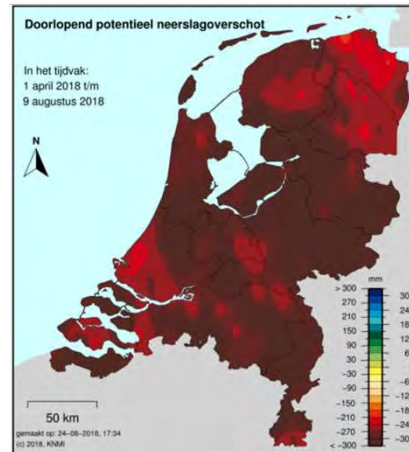 Doorlopend potentieel neerslagoverschot
In het tijdvak:
1 april 2018 t/m
9 augustus 2018
N
mm
> 300
270
210
150
90
30
-30
-90
-150
-210
-270
< -300
50 km
gemaakt op: 24-08-2018, 17:34
(c) 2018, KNMI